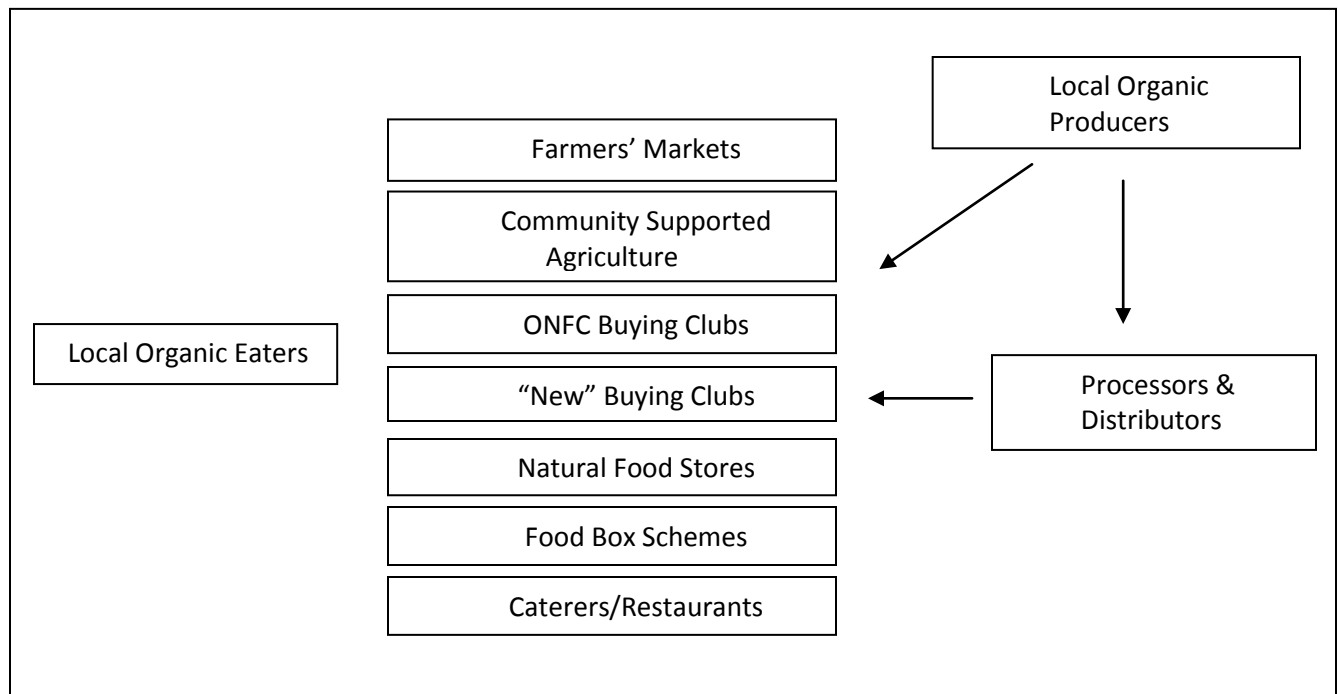 Local Organic
Producers
Farmers’ Markets
Community Supported
Agriculture
ONFC Buying Clubs
Local Organic Eaters
“New” Buying Clubs
Processors &
Distributors
Natural Food Stores
Food Box Schemes
Caterers/Restaurants